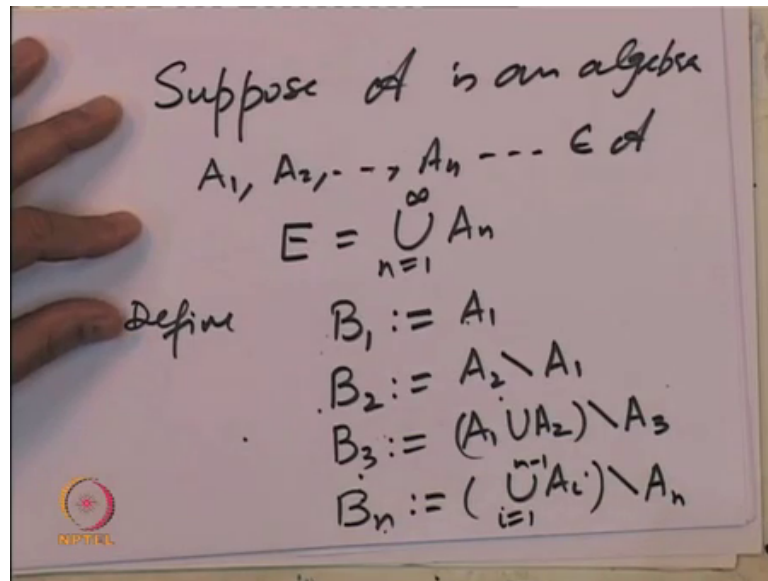 Suppose 𝒜 is an algebra
A₁, A₂, - - , Aₙ - - - ∈ 𝒜
E = ⋃_{n=1}^{∞} Aₙ
Define B₁ := A₁
B₂ := A₂ \ A₁
B₃ := (A₁ ∪ A₂) \ A₃
Bₙ := (⋃_{i=1}^{n-1} Aᵢ) \ Aₙ
NPTEL